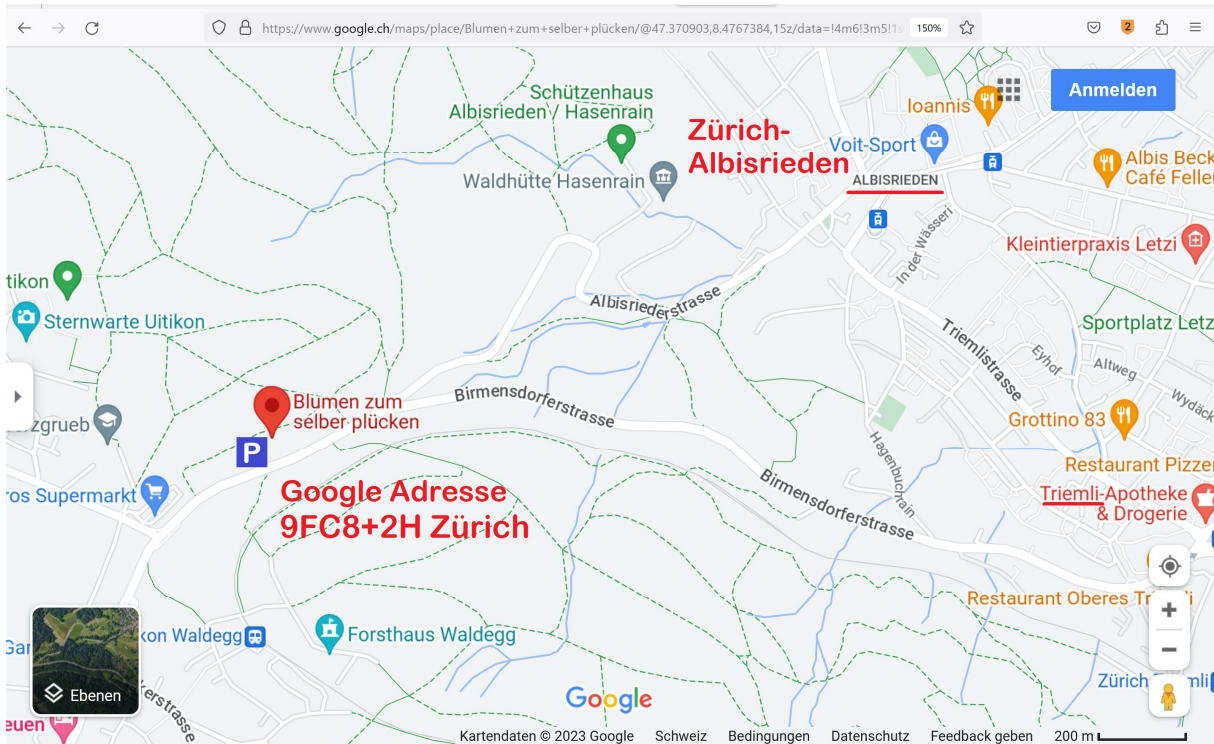 https://www.google.ch/maps/place/Blumen+zum+selber+plücken/@47.370903,8.4767384,15z/data=!4m6!3m5!1s
150%
2
Anmelden
Schützenhaus
Albisrieden / Hasenrain
Ioannis
Zürich-
Albisrieden
Voit-Sport
Waldhütte Hasenrain
ALBISRIEDEN
Albis Beck
Café Feller
In der Wässeri
Kleintierpraxis Letzi
tikon
Albisriederstrasse
Sternwarte Uitikon
Triemlistrasse
Sportplatz Letz
Eyhof
Altweg
Wydäck
Blumen zum
selber plücken
Birmensdorferstrasse
Grottino 83
zgrueb
P
Hagenbuchrain
Restaurant Pizzer
ros Supermarkt
Google Adresse
9FC8+2H Zürich
Birmensdorferstrasse
Triemli-Apotheke
& Drogerie
Restaurant Oberes
kon Waldegg
Forsthaus Waldegg
Ebenen
Google
Zürich
Kartendaten © 2023 Google Schweiz Bedingungen Datenschutz Feedback geben 200 m